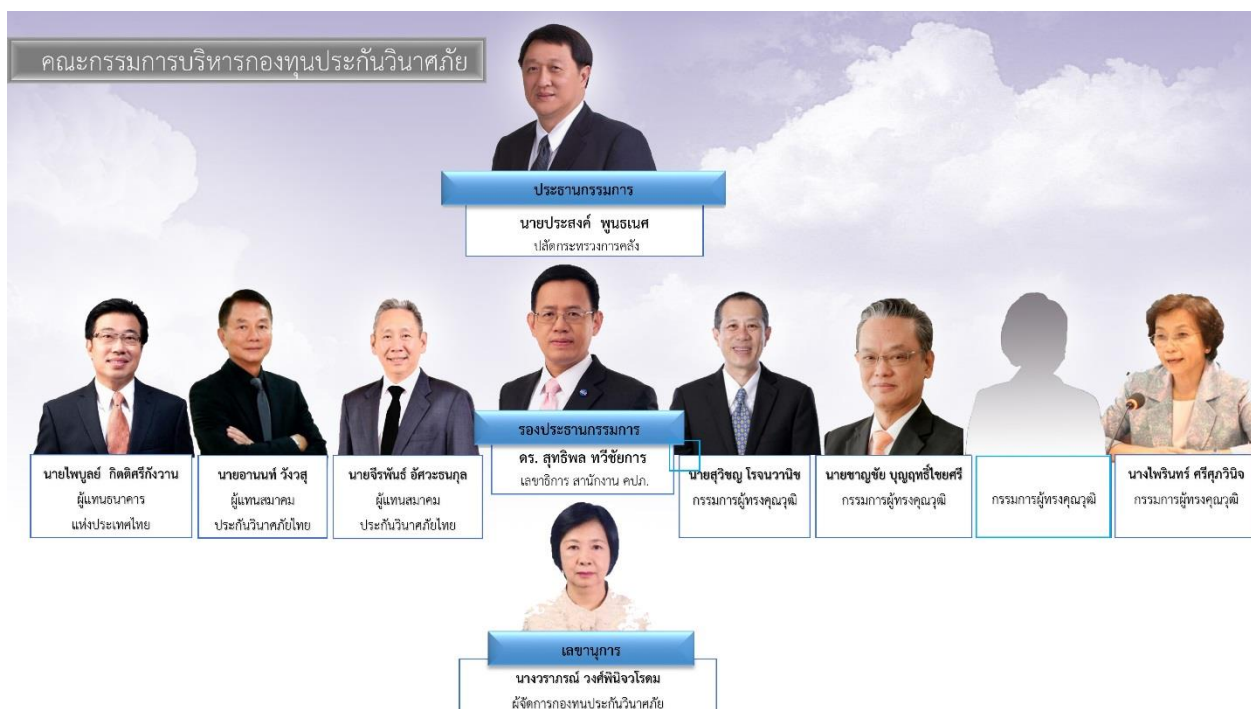 คณะกรรมการบริหารกองทุนประกันวินาศภัย
ประธานกรรมการ
นายประสงค์ พูนธเนศ
ปลัดกระทรวงการคลัง
รองประธานกรรมการ
ดร. สุทธิพล ทวีชัยการ
เลขาธิการ สานักงาน คปภ.
นายไพบูลย์ กิตติศรีกังวาน
ผู้แทนธนาคาร
แห่งประเทศไทย
นายอานนท์ วังวสุ
ผู้แทนสมาคม
ประกันวินาศภัยไทย
นายจีรพันธ์ อัศวะธนกุล
ผู้แทนสมาคม
ประกันวินาศภัยไทย
นายสุวิชญ โรจนวานิช
กรรมการผู้ทรงคุณวุฒิ
นายชาญชัย บุญฤทธิ์ไชยศรี
กรรมการผู้ทรงคุณวุฒิ
กรรมการผู้ทรงคุณวุฒิ
นางไพรินทร์ ศรีศุภวินิจ
กรรมการผู้ทรงคุณวุฒิ
เลขานุการ
นางวราภรณ์ วงศ์พินิจวโรดม
ผู้จัดการกองทุนประกันวินาศภัย